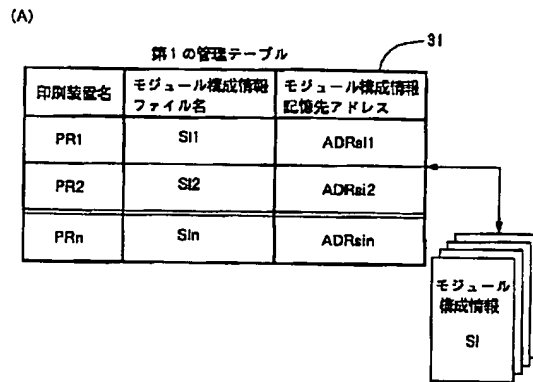 (A)
31
第1の管理テーブル
印刷装置名
モジュール構成情報
ファイル名
モジュール構成情報
記憶先アドレス
PR1
SI1
ADRsi1
PR2
SI2
ADRsi2
PRn
SIn
ADRsin
モジュール
構成情報
SI